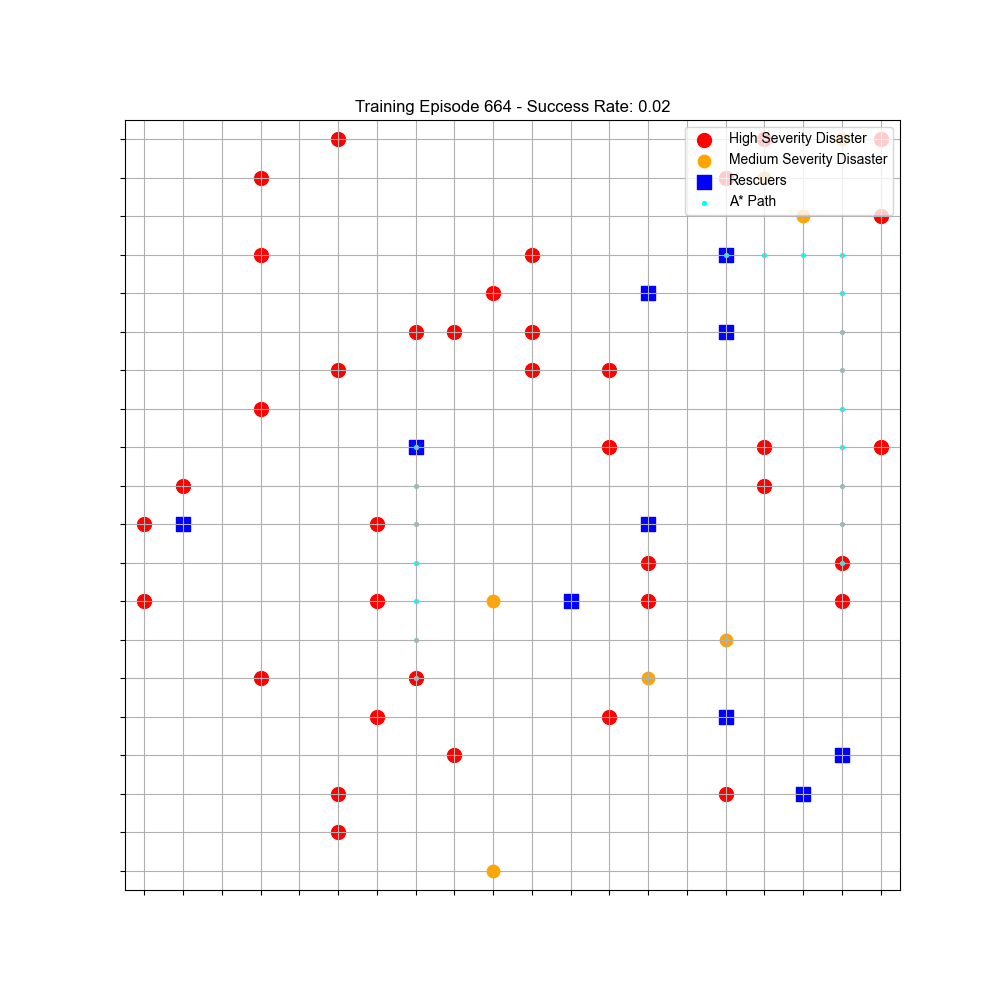 Training Episode 664 - Success Rate: 0.02
High Severity Disaster
Medium Severity Disaster
Rescuers
A* Path